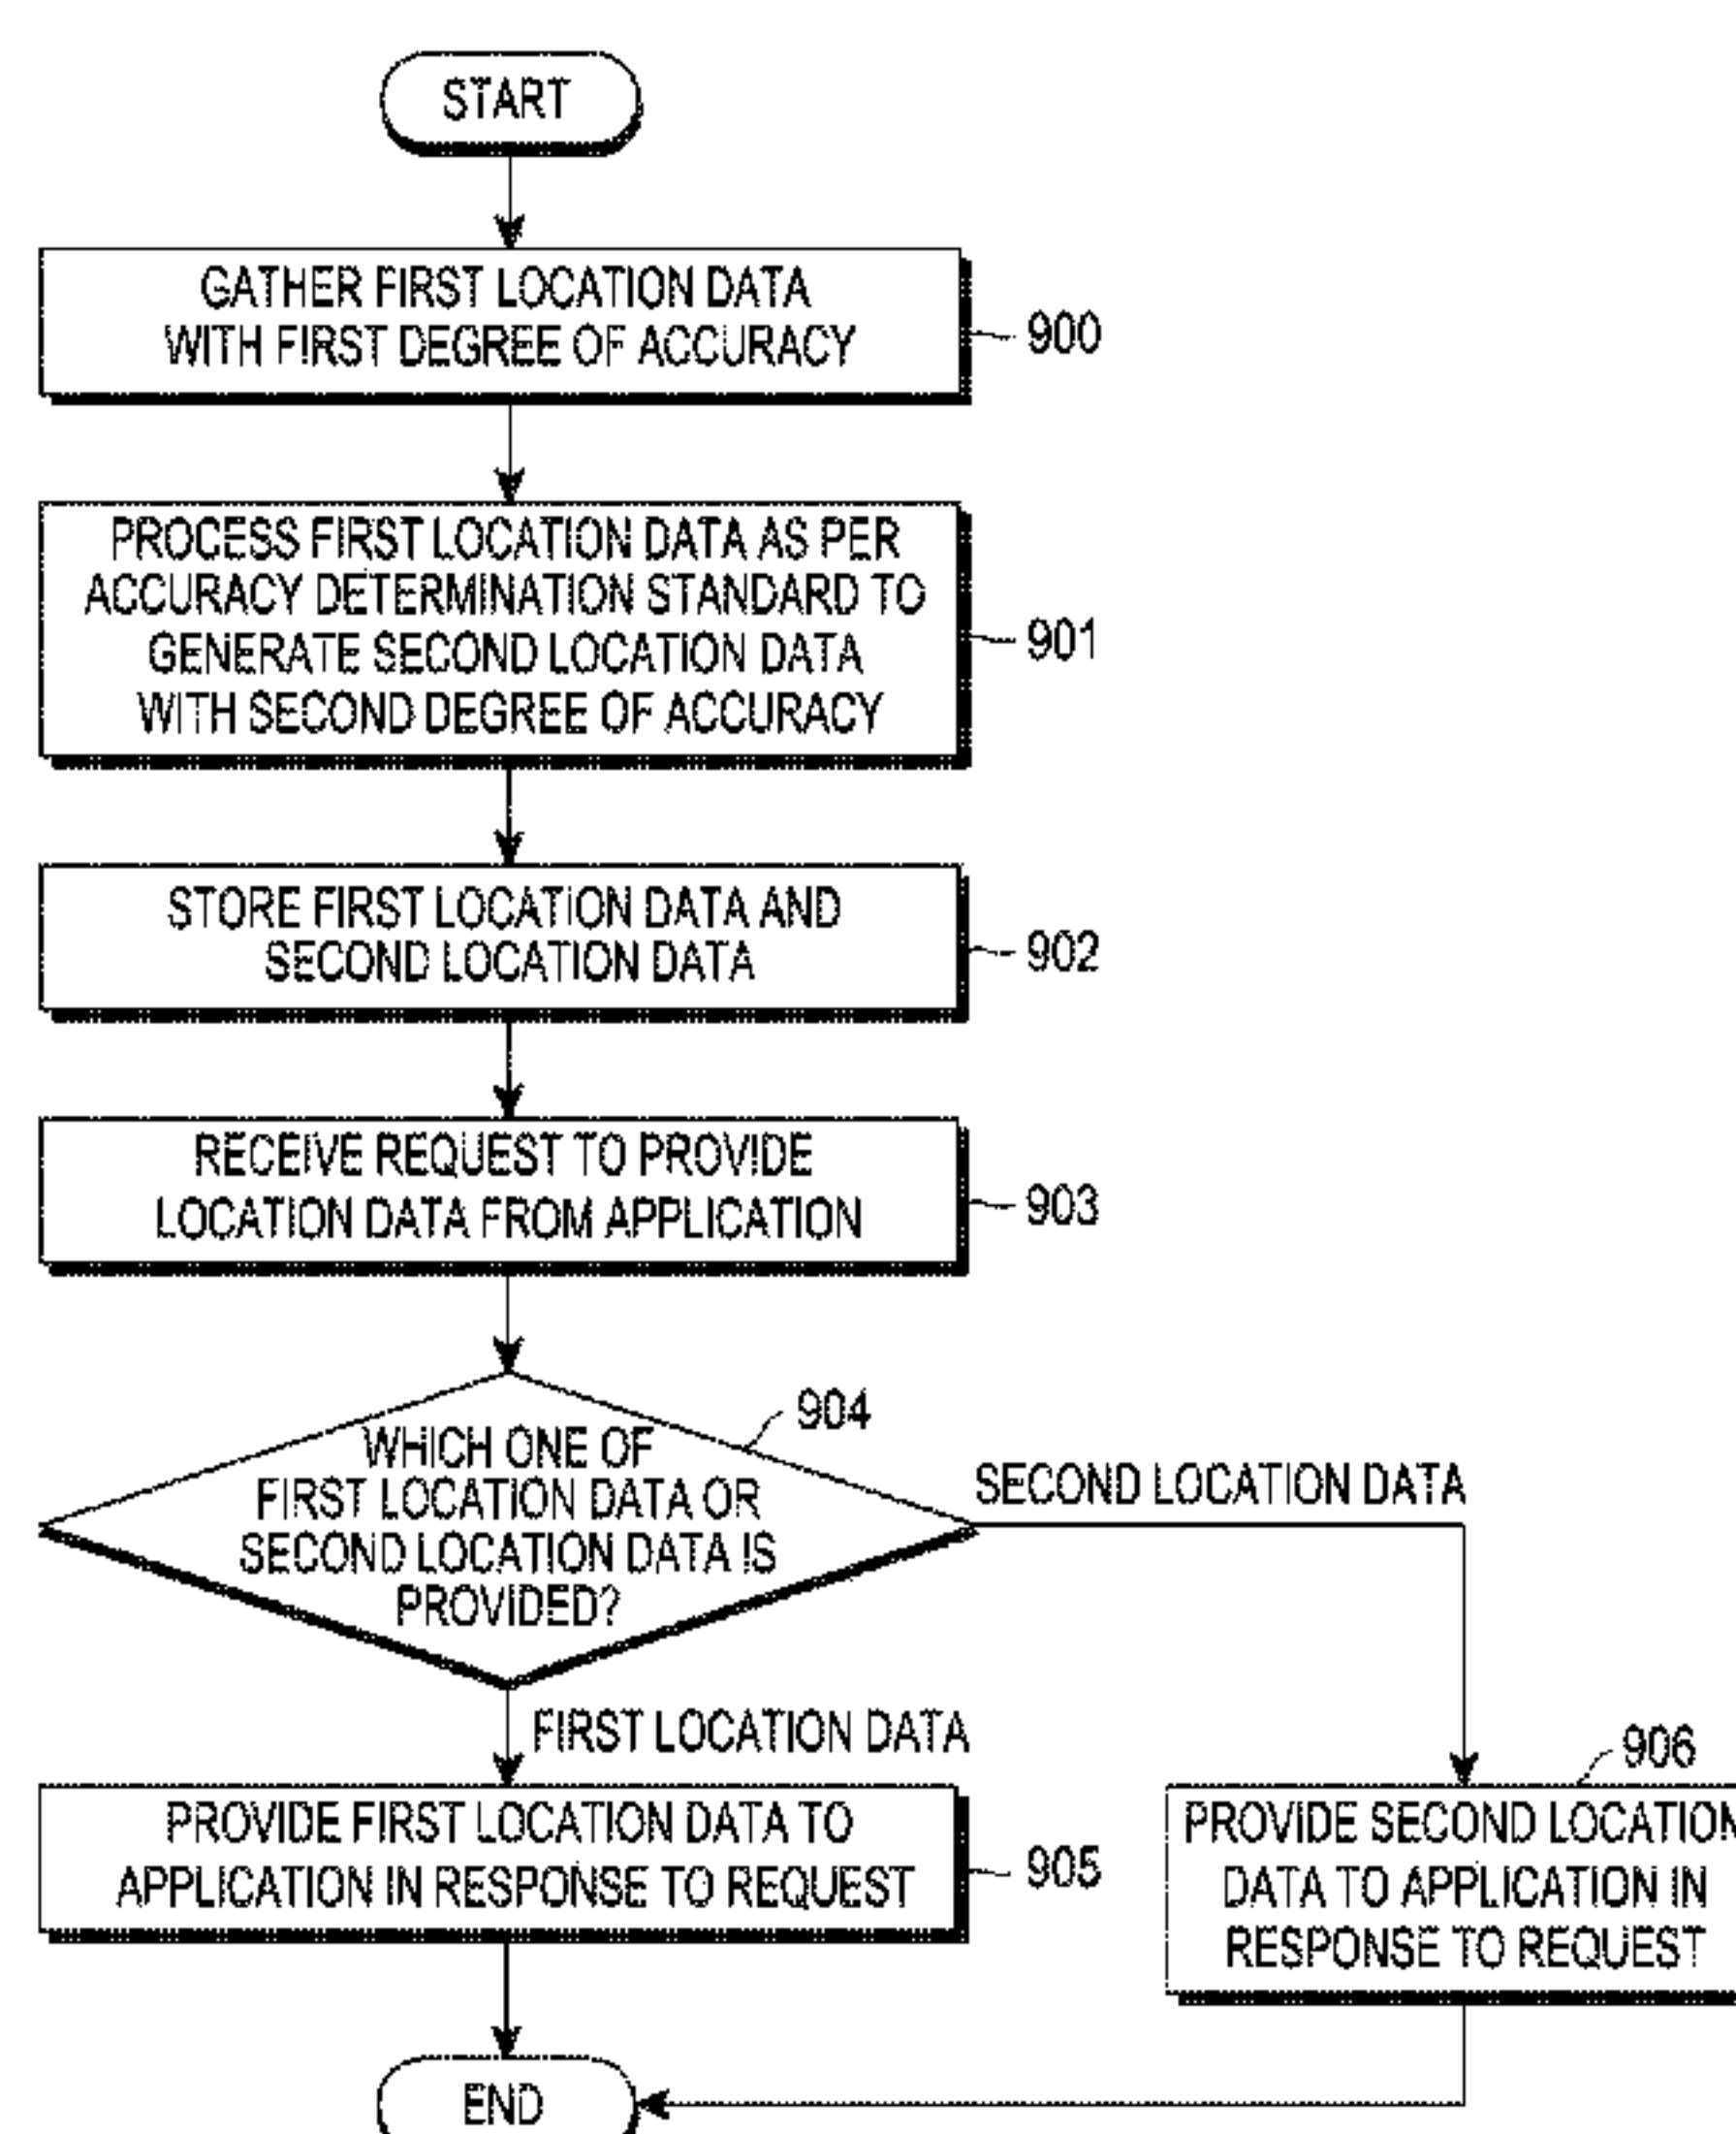 START
GATHER FIRST LOCATION DATA
WITH FIRST DEGREE OF ACCURACY
900
PROCESS FIRST LOCATION DATA AS PER
ACCURACY DETERMINATION STANDARD TO
GENERATE SECOND LOCATION DATA
WITH SECOND DEGREE OF ACCURACY
901
STORE FIRST LOCATION DATA AND
SECOND LOCATION DATA
902
RECEIVE REQUEST TO PROVIDE
LOCATION DATA FROM APPLICATION
903
904
WHICH ONE OF
FIRST LOCATION DATA OR
SECOND LOCATION DATA IS
PROVIDED?
SECOND LOCATION DATA
FIRST LOCATION DATA
PROVIDE FIRST LOCATION DATA TO
APPLICATION IN RESPONSE TO REQUEST
905
906
PROVIDE SECOND LOCATION
DATA TO APPLICATION IN
RESPONSE TO REQUEST
END